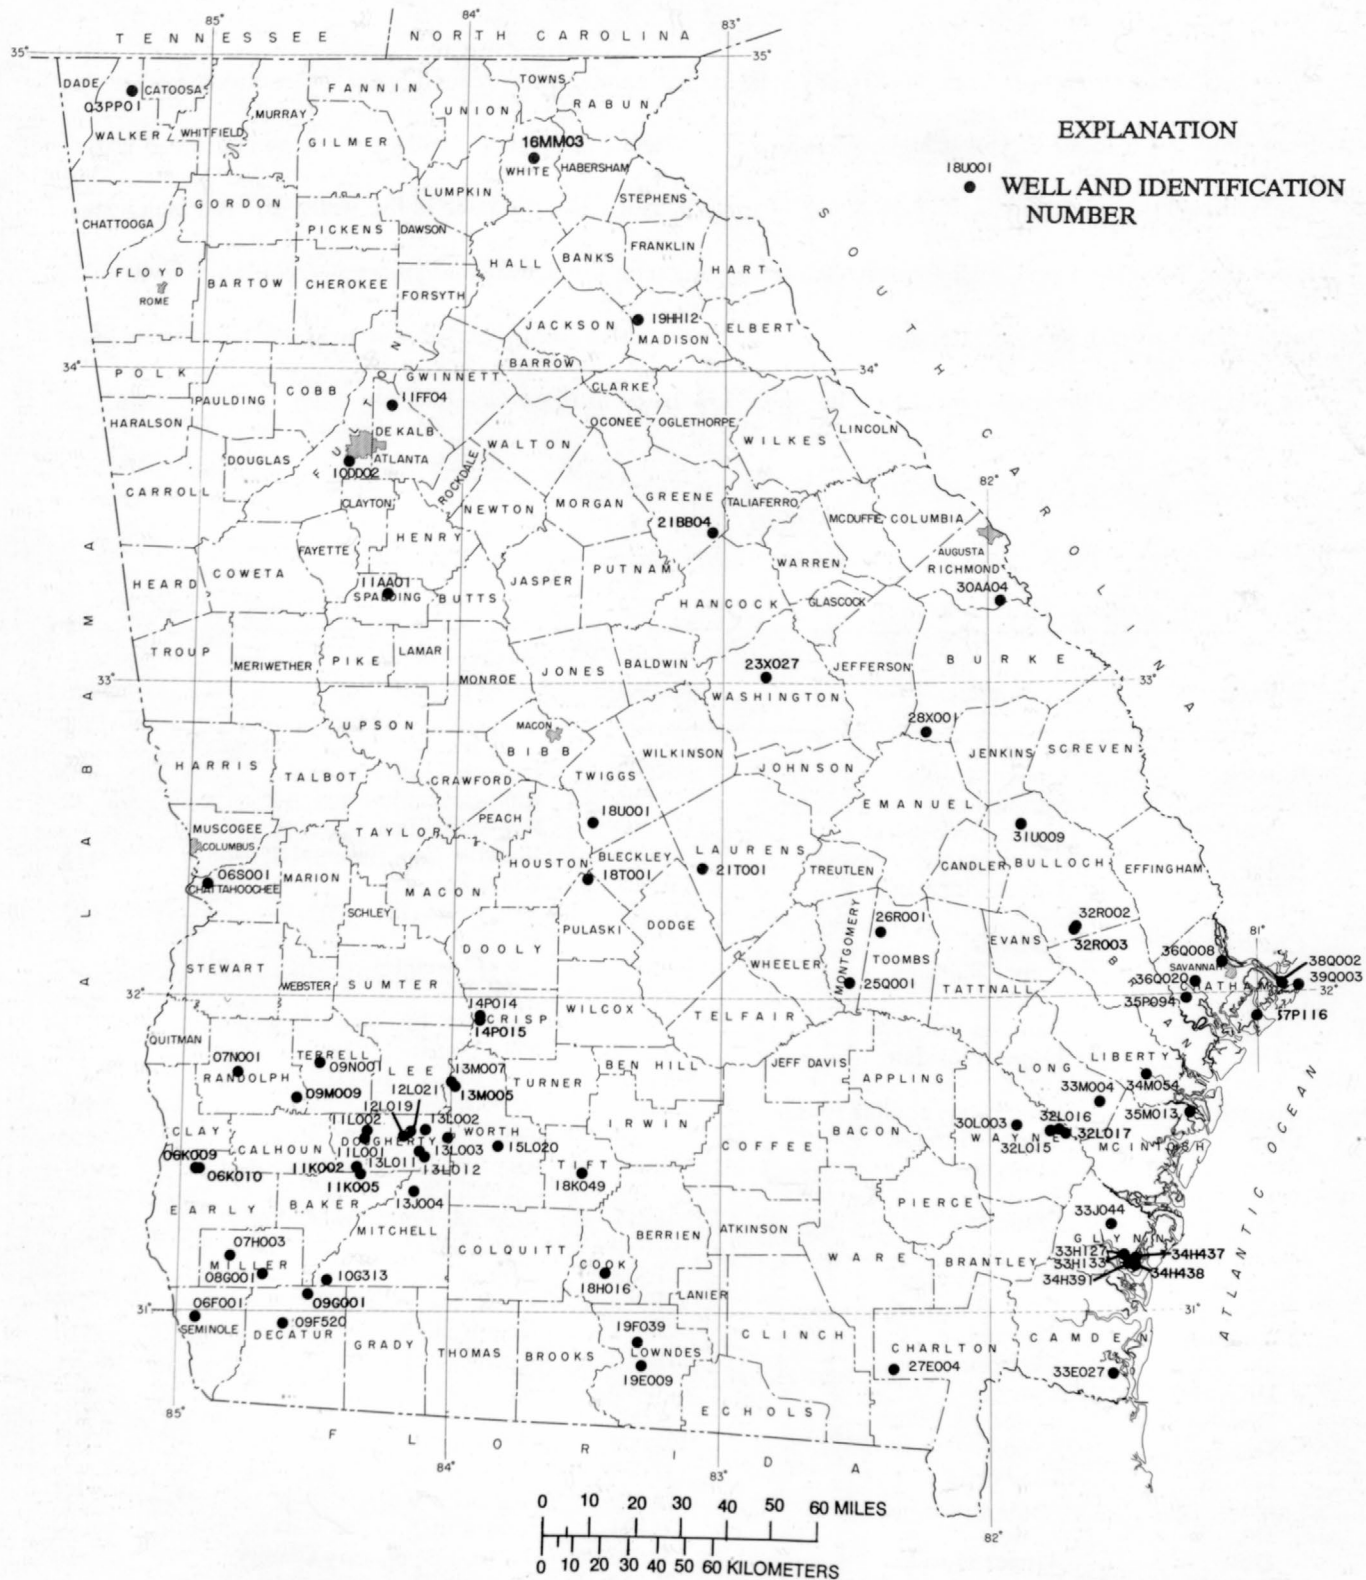 85° 84° 83°
TENNESSEE NORTH CAROLINA
35° 35°
DADE CATOOSA FANNIN TOWNS
03PP01 MURRAY UNION RABUN
WALKER WHITFIELD GILMER 16MM03
WHITE HABERSHAM
LUMPKIN
GORDON STEPHENS
CHATTOOGA PICKENS DAWSON
FRANKLIN
FLOYD HALL BANKS HART
ROME BARTOW CHEROKEE FORSYTH
JACKSON 19HH12 ELBERT
MADISON
34° BARROW 34°
POLK COBB GWINNETT CLARKE
PAULDING 11FF04
HARALSON OCONEE OGLETHORPE LINCOLN
DEKALB WALTON WILKES
FULTON
DOUGLAS ATLANTA
10DD02 ROCKDALE
CARROLL CLAYTON NEWTON MORGAN GREENE TALIAFERRO 82°
21BB04 MCDUFFE COLUMBIA
FAYETTE HENRY AUGUSTA
HEARD COWETA PUTNAM WARREN RICHMOND
11AA01 JASPER 30AA04
SPALDING BUTTS HANCOCK GLASCOCK
TROUP LAMAR
MERIWETHER PIKE JONES BALDWIN 23X027 JEFFERSON BURKE
33° MONROE WASHINGTON 33°
UPSON 28X001
MACON
HARRIS BIBB WILKINSON JENKINS SCREVEN
TALBOT CRAWFORD TWIGGS JOHNSON
EMANUEL
PEACH 18U001
MUSCOGEE TAYLOR 31U009
COLUMBUS HOUSTON BLECKLEY LAURENS
06S001 MARION 18T001 21T001 TREUTLEN CANDLER BULLOCH EFFINGHAM
CHATTAHOOCHEE MACON
SCHLEY MONTGOMERY
PULASKI DODGE 26R001 32R002
DOOLY EVANS 32R003 81°
STEWART WHEELER TOOMBS 36Q008 38Q002
WEBSTER SUMTER 25Q001 TATTNALL 36Q020 SAVANNAH 39Q003
32° CHATHAM 32°
14P014 WILCOX 35P094
CRISP TELFAIR BRYAN 37P116
14P015
QUITMAN
07N001 TERRELL LEE 13M007 BEN HILL JEFF DAVIS LIBERTY
RANDOLPH 09N001 TURNER APPLING LONG
09M009 12L021 13M005 33M004 34M054
12L019 IRWIN 32L016 35M013
CLAY 11L002 13L002 WORTH BACON 30L003
CALHOUN DOUGHERTY COFFEE WAYNE 32L017
06K009 11L001 13L003 15L020 32L015 MCINTOSH
11K002 13L011 13L012 TIFT
06K010 11K005 18K049
EARLY BAKER 13J004 PIERCE
MITCHELL BERRIEN ATKINSON 33J044
07H003 COLQUITT GLYNN
MILLER COOK WARE BRANTLEY 33H127 34H437
08G001 10G313 33H133
18H016 34H391 34H438
09G001 LANIER
31° 06F001 31°
SEMINOLE 09F520 19F039 CLINCH CAMDEN
DECATUR GRADY THOMAS BROOKS LOWNDES CHARLTON
19E009 27E004 33E027
85° ECHOLS
FLORIDA
84° 83° 82°
ALABAMA
SOUTH CAROLINA
ATLANTIC OCEAN
EXPLANATION
18U001
WELL AND IDENTIFICATION
NUMBER
0 10 20 30 40 50 60 MILES
0 10 20 30 40 50 60 KILOMETERS